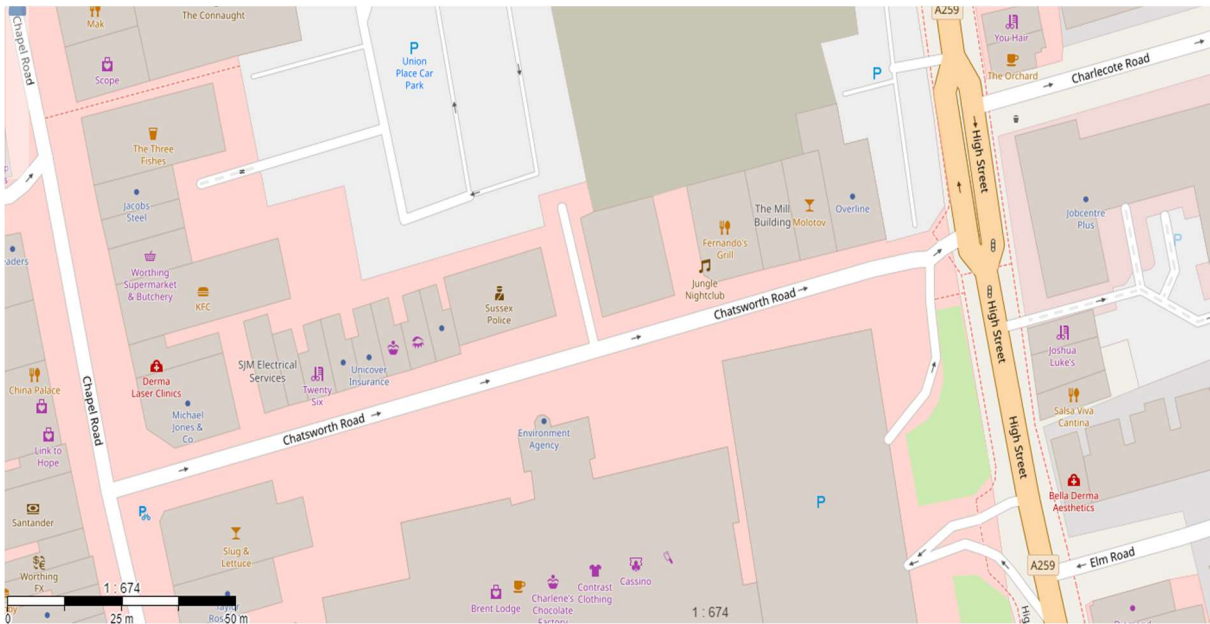 The Connaught
Mak
Scope
Chapel Road
P
Union
Place Car
Park
A259
You Hair
The Orchard
Charlecote Road
P
High Street
The Three
Fishes
Jacobs
Steel
Worthing
Supermarket
& Butchery
KFC
eaders
The Mill
Building
Molotov
Overline
Fernando's
Grill
Jungle
Nightclub
Jobcentre
Plus
P
Sussex
Police
Chatsworth Road
High Street
Joshua
Luke's
SJM Electrical
Services
Twenty
Six
Unicover
Insurance
Derma
Laser Clinics
Michael
Jones &
Co
China Palace
Link to
Hope
Chapel Road
Chatsworth Road
Environment
Agency
Salsa Viva
Cantina
High Street
Bella Derma
Aesthetics
P
P
Santander
Slug &
Lettuce
Worthing
FX
Elm Road
A259
Cassino
Contrast
Clothing
Charlene's
Chocolate
Factory
Brent Lodge
1 : 674
0
25 m
50 m
1 : 674
Hig